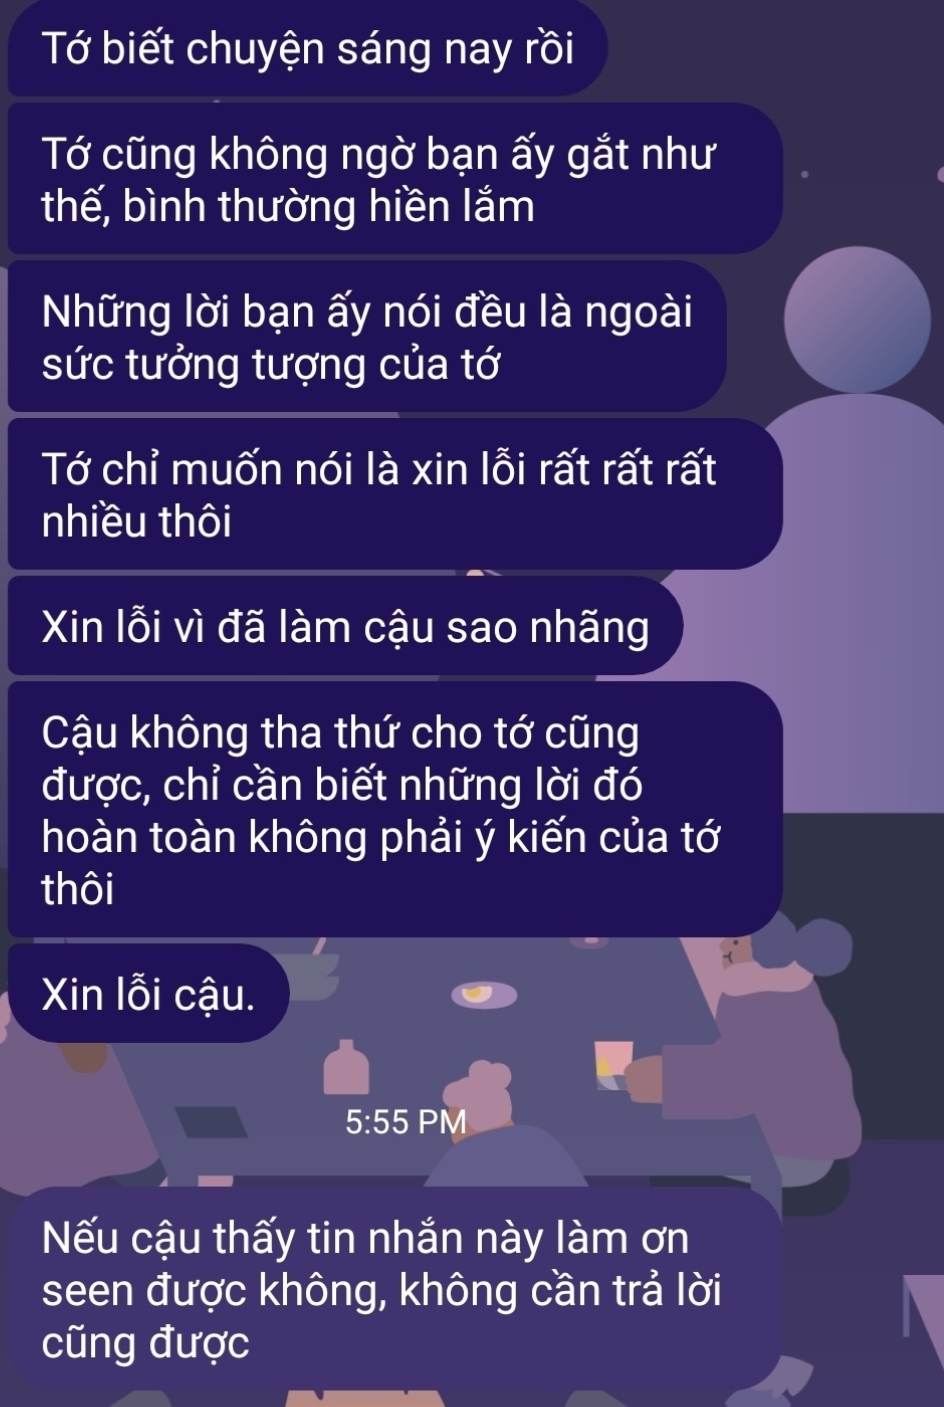 Tớ biết chuyện sáng nay rồi
Tớ cũng không ngờ bạn ấy gắt như
thế, bình thường hiền lắm
Những lời bạn ấy nói đều là ngoài
sức tưởng tượng của tớ
Tớ chỉ muốn nói là xin lỗi rất rất rất
nhiều thôi
Xin lỗi vì đã làm cậu sao nhãng
Cậu không tha thứ cho tớ cũng
được, chỉ cần biết những lời đó
hoàn toàn không phải ý kiến của tớ
thôi
Xin lỗi cậu.
5:55 PM
Nếu cậu thấy tin nhắn này làm ơn
seen được không, không cần trả lời
cũng được